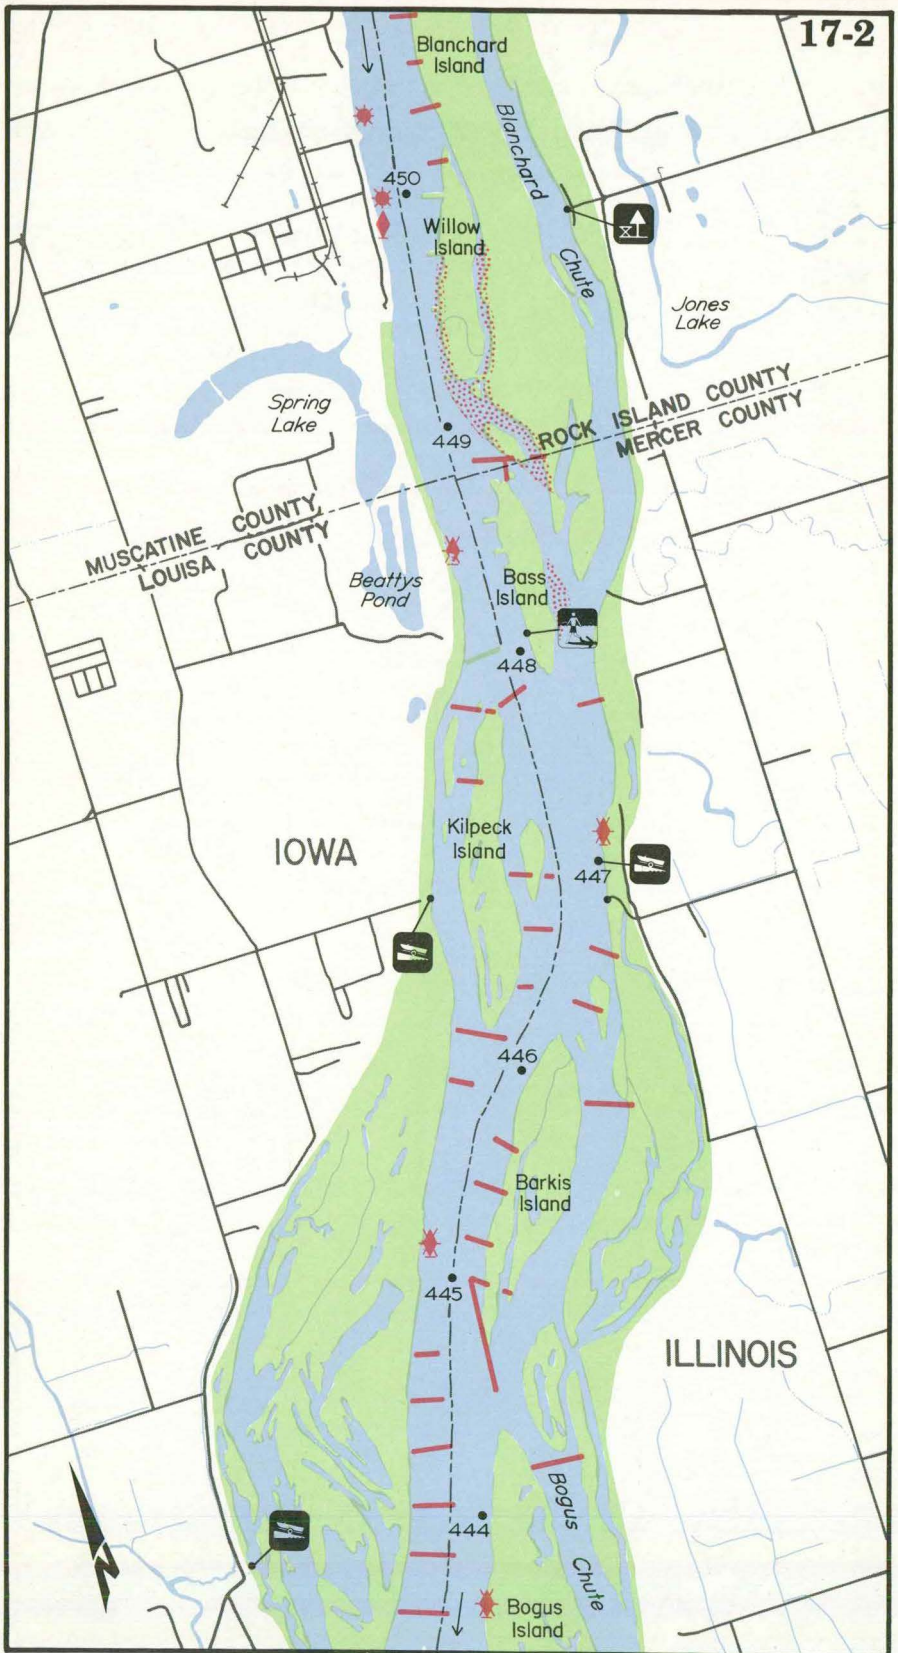 17-2
Blanchard
Island
Blanchard
Chute
450
Willow
Island
Jones
Lake
Spring
Lake
449
ROCK ISLAND COUNTY
MERCER COUNTY
MUSCATINE COUNTY
LOUISA COUNTY
Beattys
Pond
Bass
Island
448
IOWA
Kilpeck
Island
447
446
Barkis
Island
445
ILLINOIS
Bogus
Chute
444
Bogus
Island
N